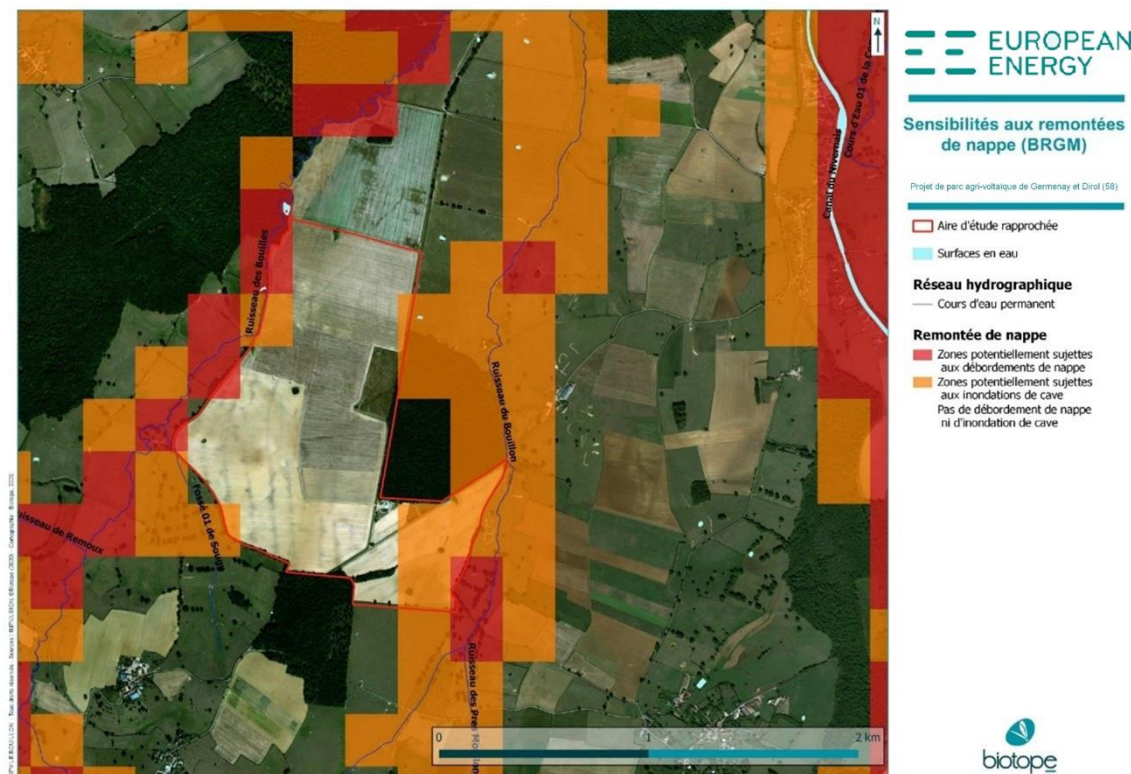 N
EUROPEAN
ENERGY
Sensibilités aux remontées
de nappe (BRGM)
Projet de parc agri-voltaïque de Germenay et Dirol (58)
Aire d'étude rapprochée
Surfaces en eau
Réseau hydrographique
Cours d'eau permanent
Remontée de nappe
Zones potentiellement sujettes
aux débordements de nappe
Zones potentiellement sujettes
aux inondations de cave
Pas de débordement de nappe
ni d'inondation de cave
Ruisseau des Bouilles
Ruisseau du Bouillon
Canal du Nivernais
Cours d'Eau 01 de la
Fossé 01 de Sougy
de Remoux
Ruisseau des Pres
0
1
2 km
biotope